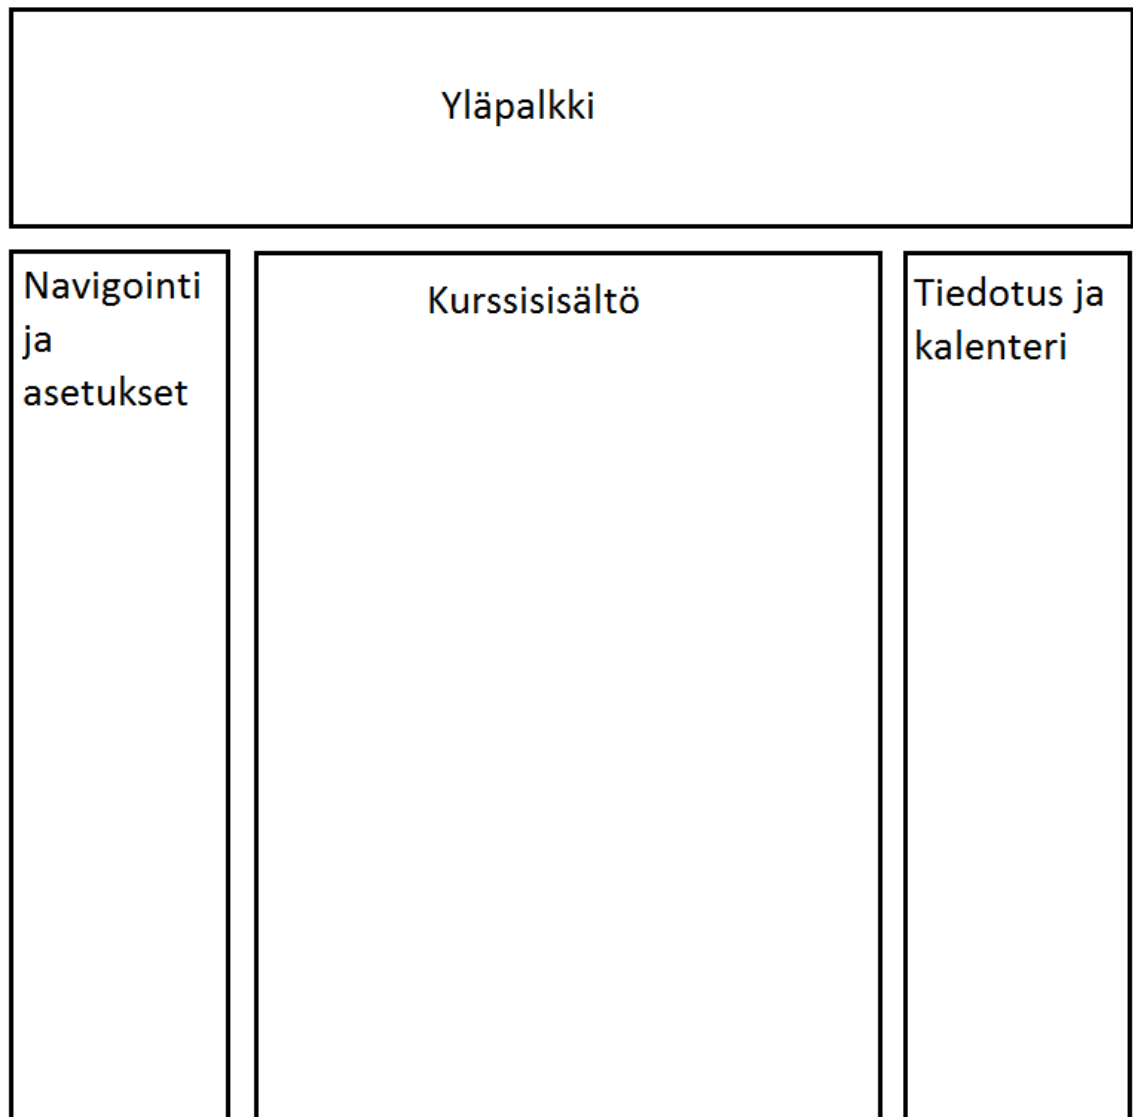 Yläpalkki
Navigointi
ja
asetukset
Kurssisisältö
Tiedotus ja
kalenteri